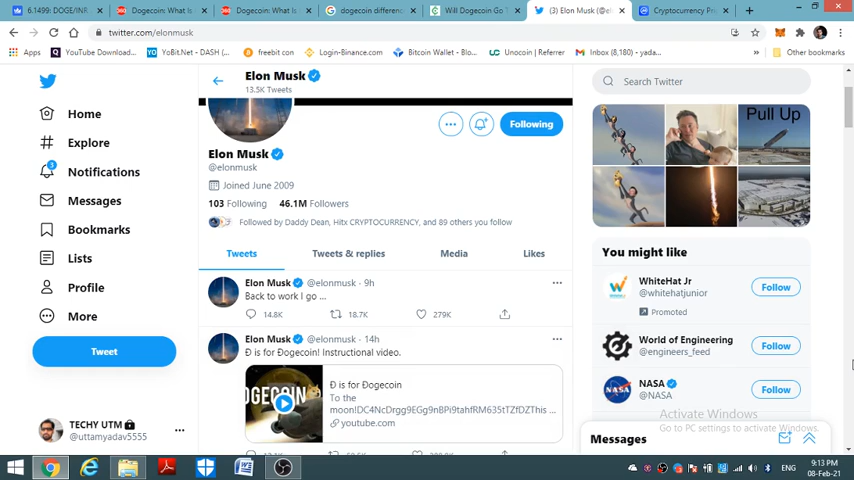 6.1499: DOGE/INR
Dogecoin: What Is
Dogecoin: What Is
dogecoin differenc
Will Dogecoin Go T
(3) Elon Musk (@el
Cryptocurrency Pr
twitter.com/elonmusk
Apps
YouTube Download...
YoBit.Net - DASH (...
freebit coin
Login-Binance.com
Bitcoin Wallet - Blo...
Unocoin | Referrer
Inbox (8,180) - yada...
Other bookmarks
Elon Musk
13.5K Tweets
Search Twitter
Pull Up
Home
Explore
3
Notifications
Messages
Bookmarks
Lists
Profile
More
Tweet
TECHY UTM
@uttamyadav5555
Following
Elon Musk
@elonmusk
Joined June 2009
103 Following 46.1M Followers
Followed by Daddy Dean, Hitx CRYPTOCURRENCY, and 89 others you follow
Tweets Tweets & replies Media Likes
Elon Musk @elonmusk · 9h
Back to work I go ...
14.8K 18.7K 279K
Elon Musk @elonmusk · 14h
Ð is for Ðogecoin! Instructional video.
DOGECOIN
Ð is for Ðogecoin
To the
moon!DC4NcDrgg9EGg9nBPi9tahfRM635tTZfDZThis ...
youtube.com
You might like
WhiteHat Jr
@whitehatjunior
Promoted
Follow
World of Engineering
@engineers_feed
Follow
NASA
@NASA
Follow
Activate Windows
Go to PC settings to activate Windows.
Messages
ENG
9:13 PM
08-Feb-21